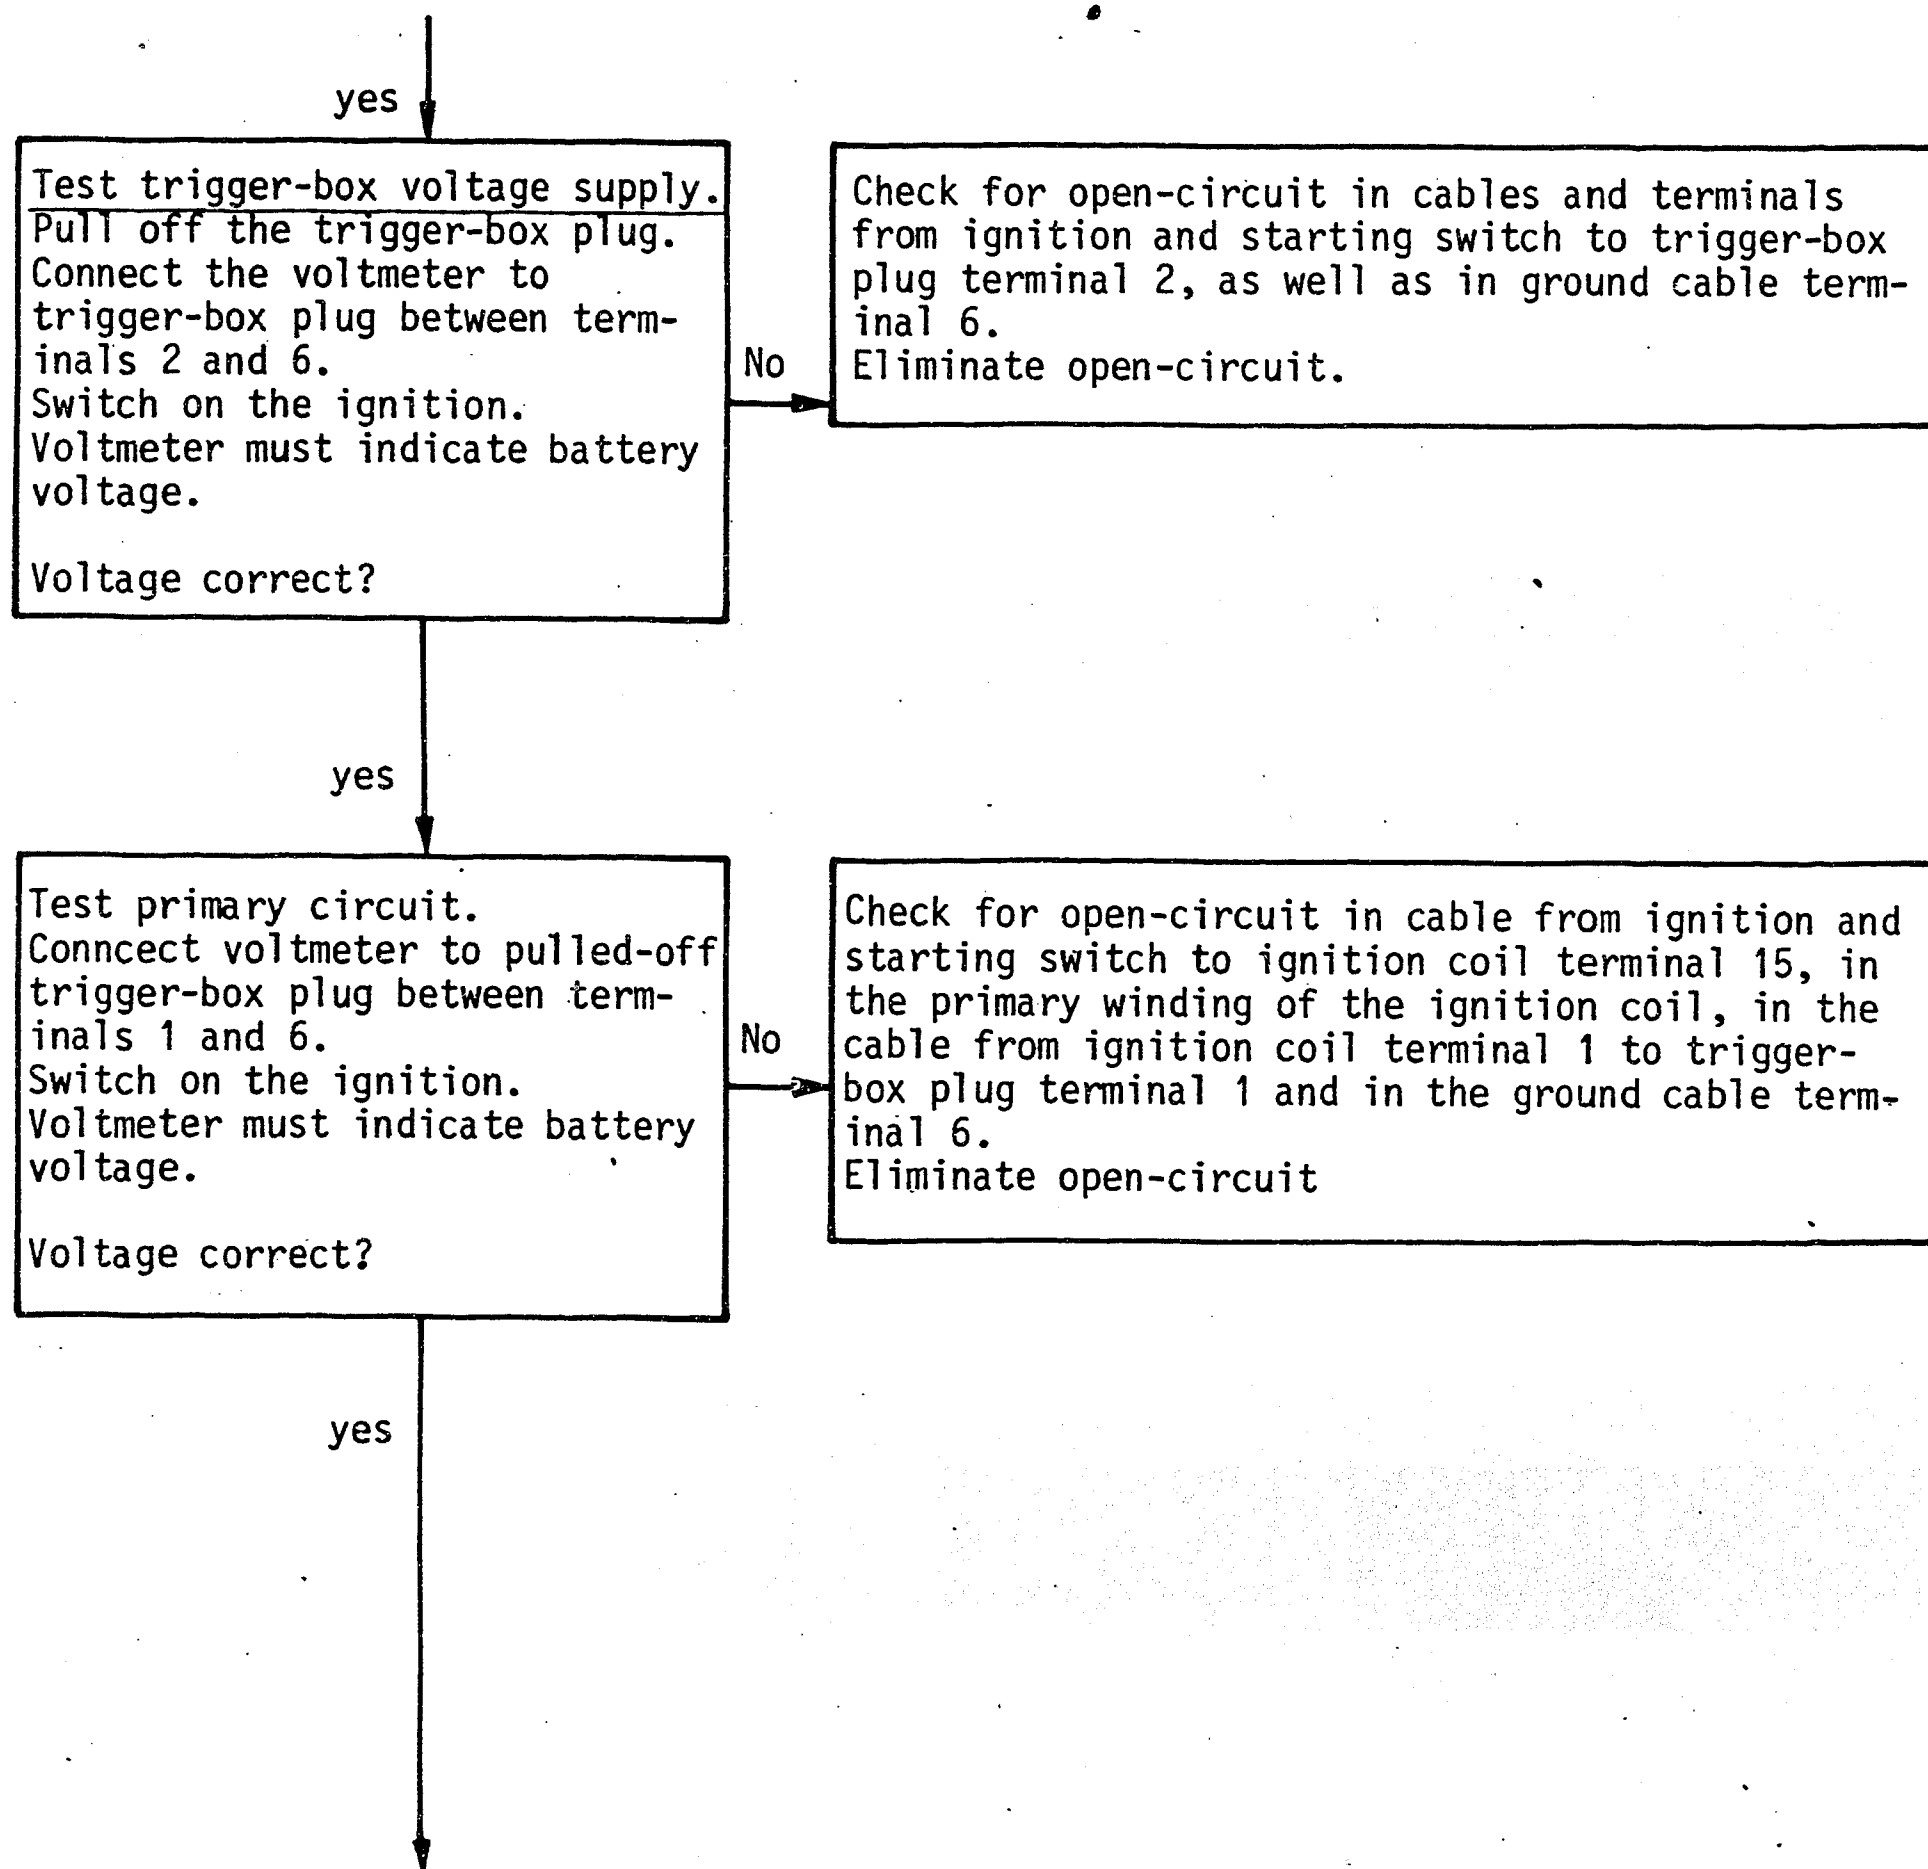 yes
Test trigger-box voltage supply.
Pull off the trigger-box plug.
Connect the voltmeter to
trigger-box plug between term-
inals 2 and 6.
Switch on the ignition.
Voltmeter must indicate battery
voltage.
Voltage correct?
No
Check for open-circuit in cables and terminals
from ignition and starting switch to trigger-box
plug terminal 2, as well as in ground cable term-
inal 6.
Eliminate open-circuit.
yes
Test primary circuit.
Conncect voltmeter to pulled-off
trigger-box plug between term-
inals 1 and 6.
Switch on the ignition.
Voltmeter must indicate battery
voltage.
Voltage correct?
No
Check for open-circuit in cable from ignition and
starting switch to ignition coil terminal 15, in
the primary winding of the ignition coil, in the
cable from ignition coil terminal 1 to trigger-
box plug terminal 1 and in the ground cable term-
inal 6.
Eliminate open-circuit
yes